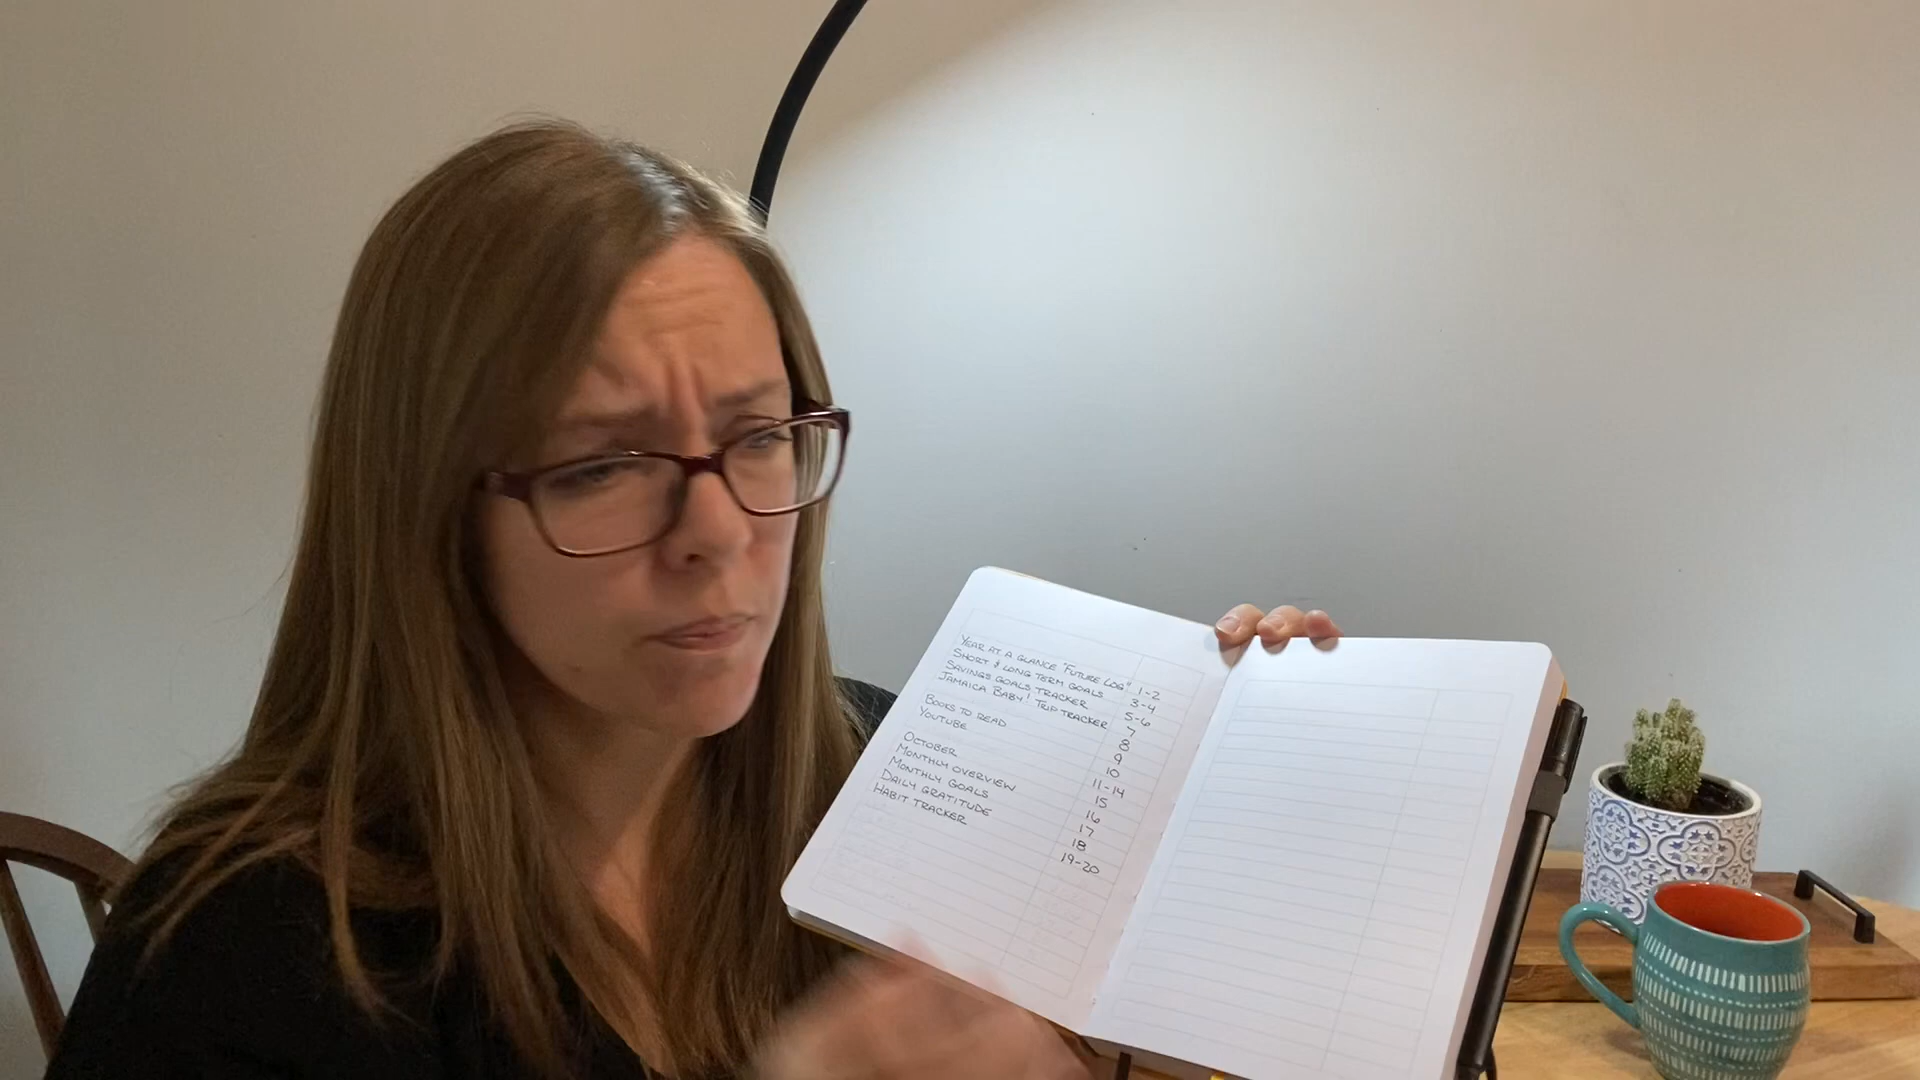 YEAR AT A GLANCE "FUTURE LOG" 1-2
SHORT & LONG TERM GOALS 3-4
SAVINGS GOALS TRACKER 5-6
JAMAICA BABY! TRIP TRACKER 7
8
BOOKS TO READ 9
YOUTUBE 10
11-14
OCTOBER 15
MONTHLY OVERVIEW 16
MONTHLY GOALS 17
DAILY GRATITUDE 18
HABIT TRACKER 19-20